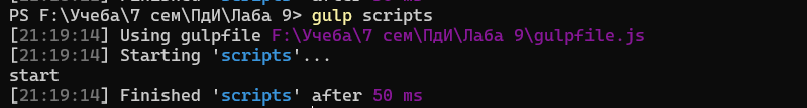 PS F:\Учеба\7 сем\ПдИ\Лаба 9> gulp scripts
[21:19:14] Using gulpfile F:\Учеба\7 сем\ПдИ\Лаба 9\gulpfile.js
[21:19:14] Starting 'scripts'...
start
[21:19:14] Finished 'scripts' after 50 ms